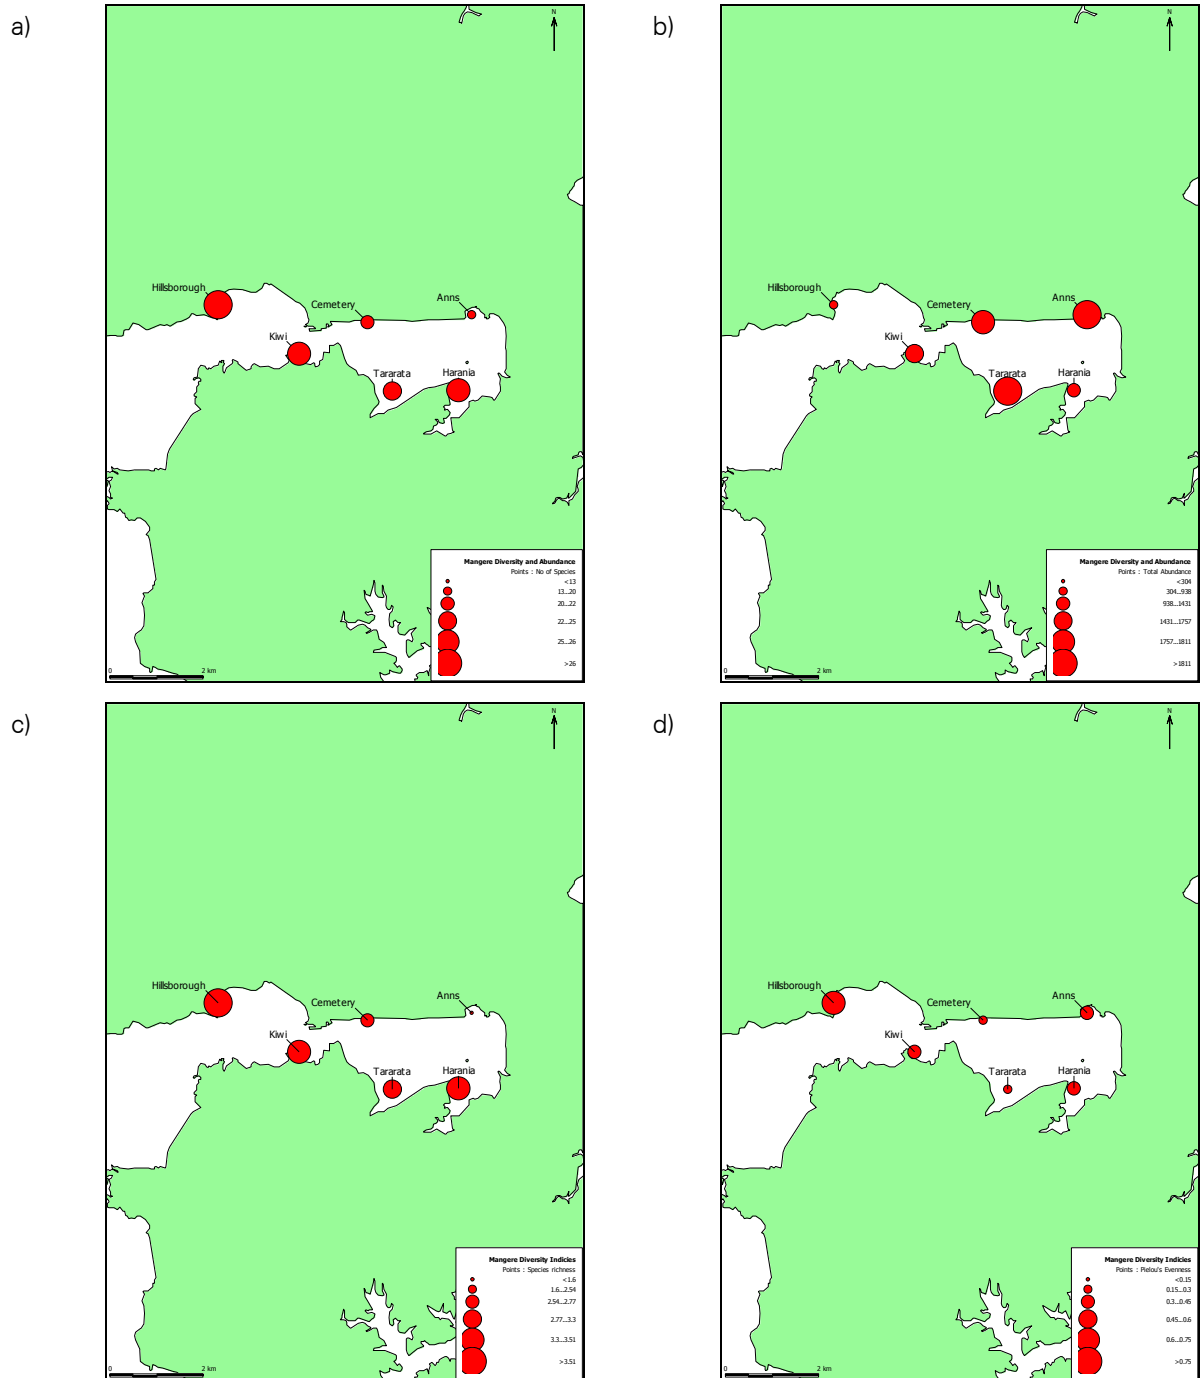 a)
N
Hillsborough
Cemetery
Anns
Kiwi
Tararata
Harania
Mangere Diversity and Abundance
Points : No of Species
<13
13...20
20...22
22...25
25...26
>26
0 2 km
b)
N
Hillsborough
Cemetery
Anns
Kiwi
Tararata
Harania
Mangere Diversity and Abundance
Points : Total Abundance
<304
304...938
938...1431
1431...1757
1757...1811
>1811
0 2 km
c)
N
Hillsborough
Cemetery
Anns
Kiwi
Tararata
Harania
Mangere Diversity Indicies
Points : Species richness
<1.6
1.6...2.54
2.54...2.77
2.77...3.3
3.3...3.51
>3.51
0 2 km
d)
N
Hillsborough
Cemetery
Anns
Kiwi
Tararata
Harania
Mangere Diversity Indicies
Points : Pielou's Evenness
<0.15
0.15...0.3
0.3...0.45
0.45...0.6
0.6...0.75
>0.75
0 2 km